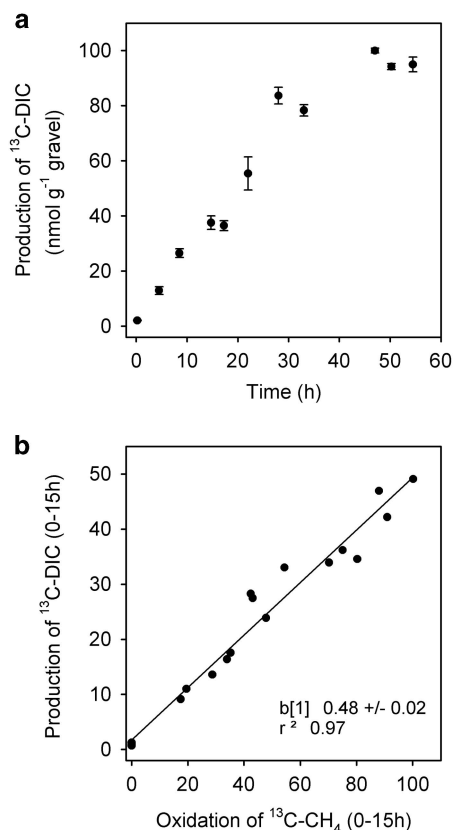 a
Production of ¹³C-DIC
(nmol g⁻¹ gravel)
100
80
60
40
20
0
0 10 20 30 40 50 60
Time (h)
b
Production of ¹³C-DIC (0-15h)
50
40
30
20
10
0
b[1] 0.48 +/- 0.02
r ² 0.97
0 20 40 60 80 100
Oxidation of ¹³C-CH₄ (0-15h)